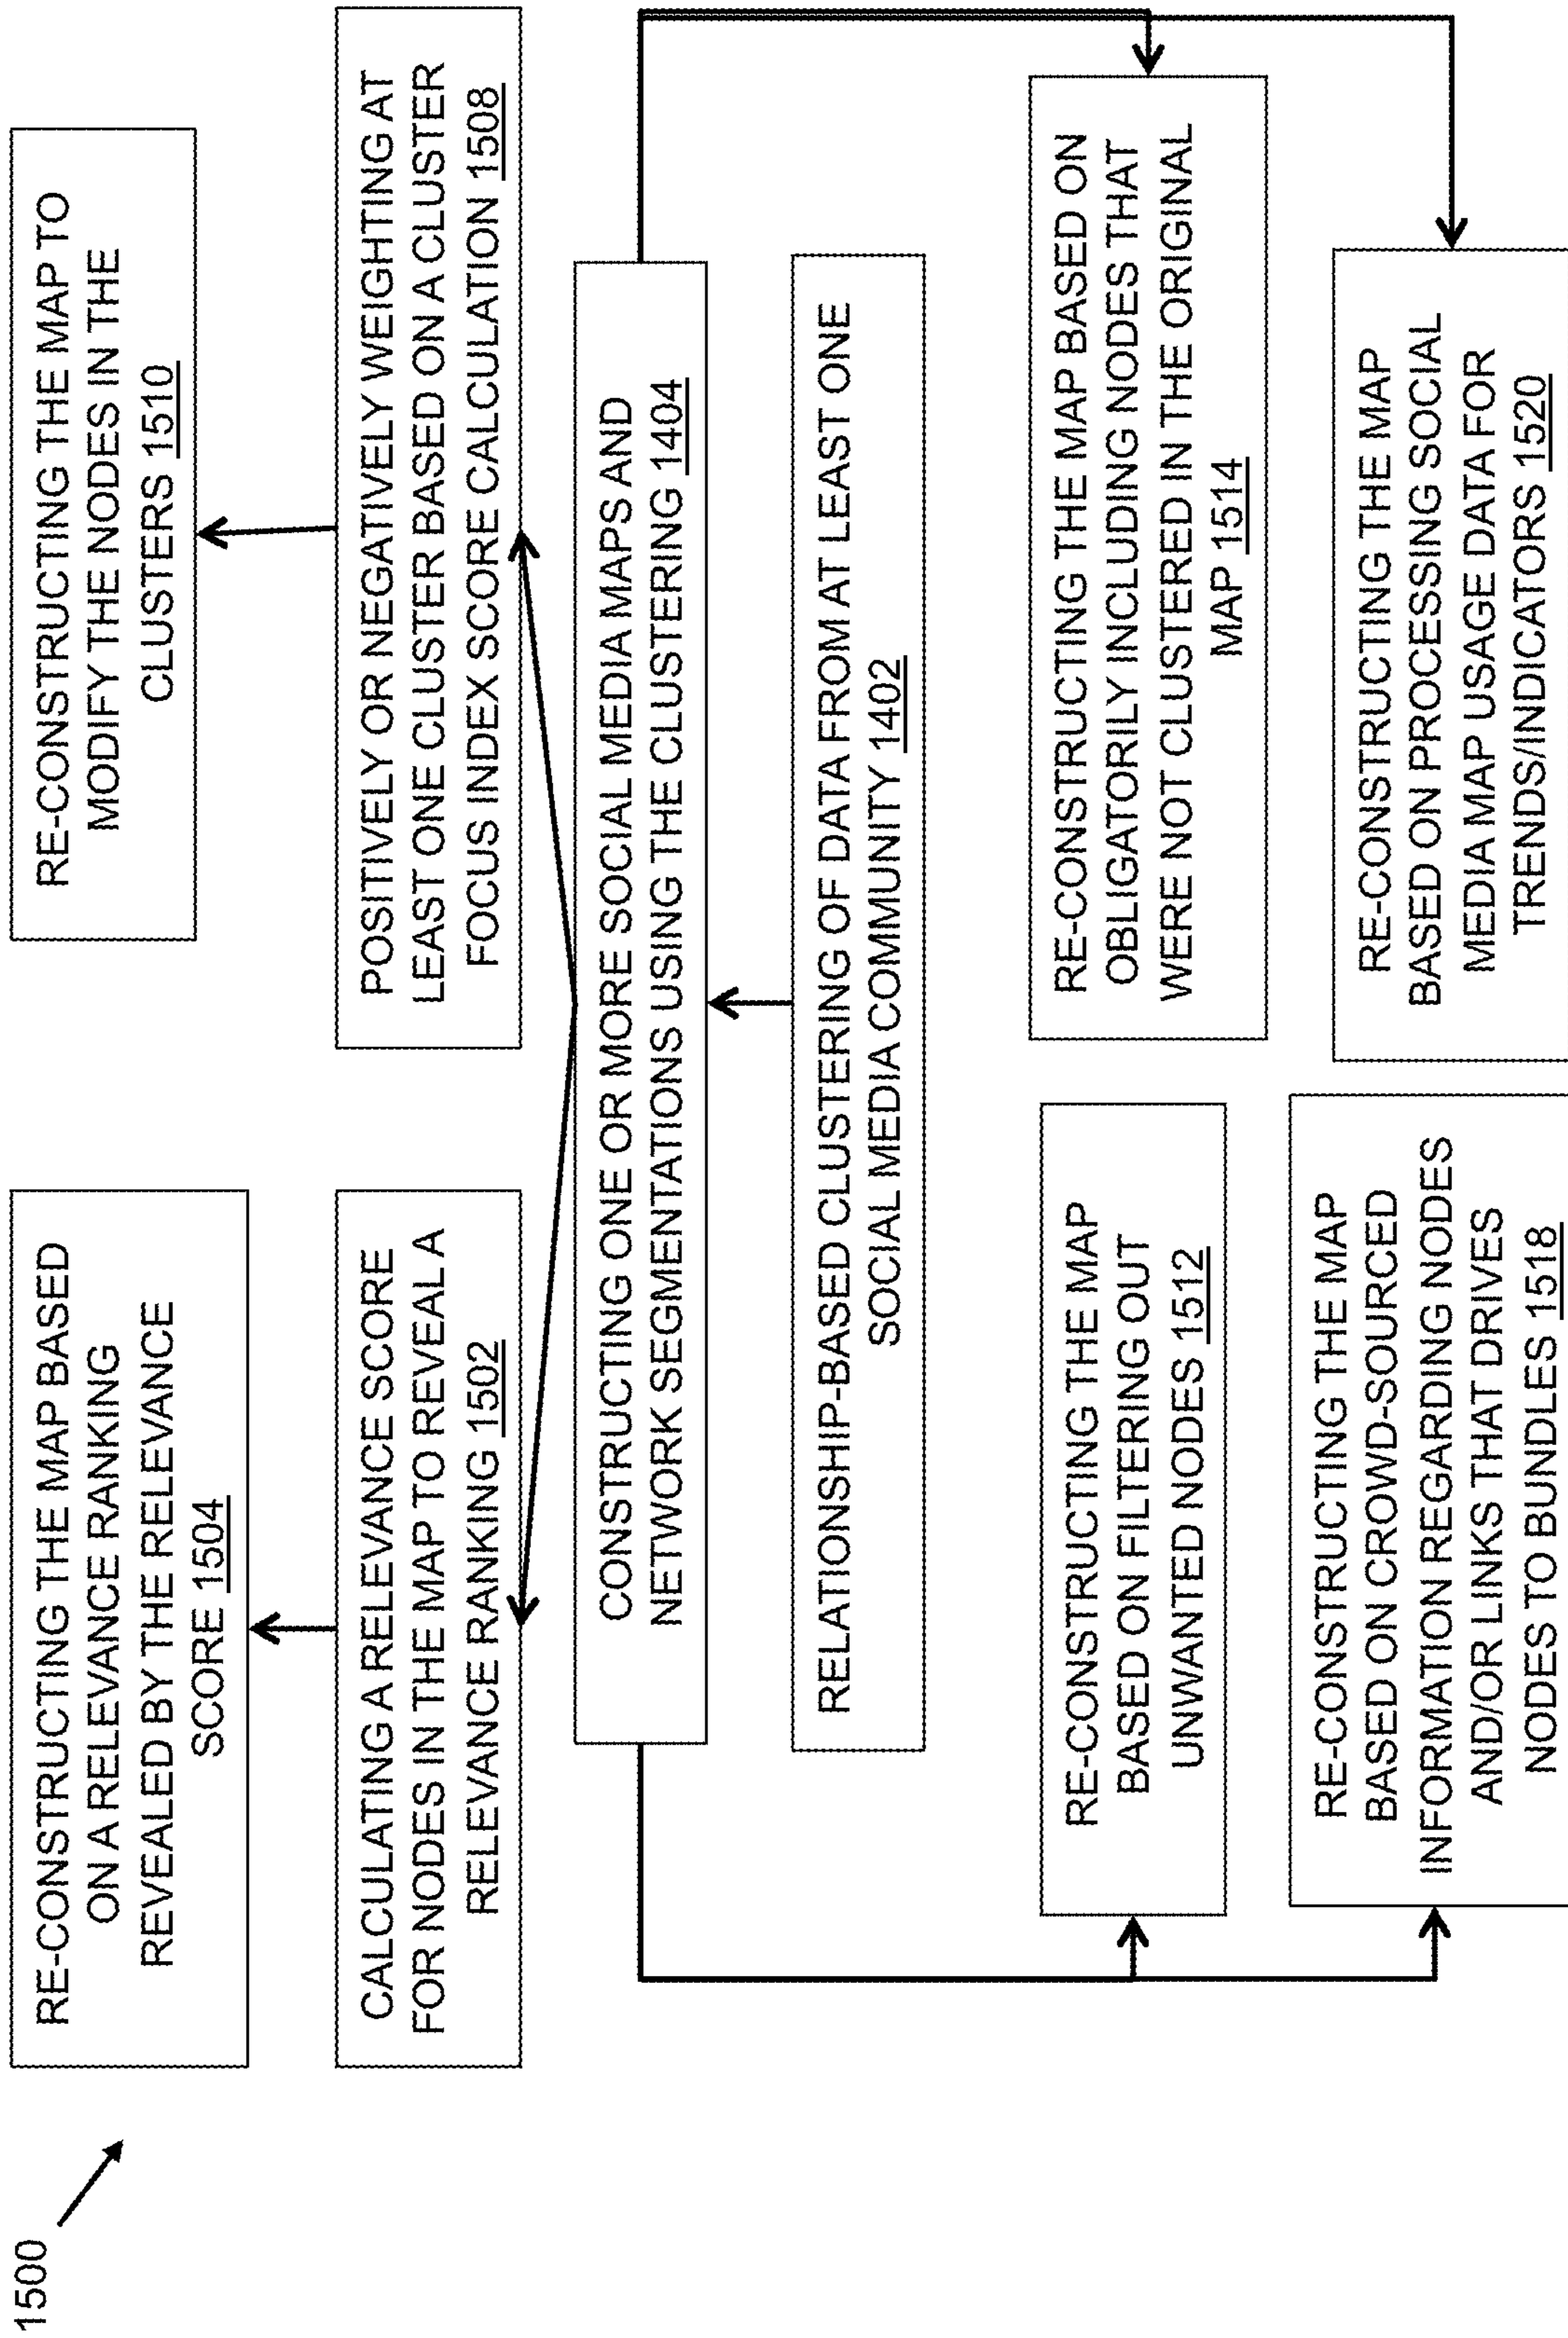 1500
RE-CONSTRUCTING THE MAP BASED
ON A RELEVANCE RANKING
REVEALED BY THE RELEVANCE
SCORE 1504
RE-CONSTRUCTING THE MAP TO
MODIFY THE NODES IN THE
CLUSTERS 1510
CALCULATING A RELEVANCE SCORE
FOR NODES IN THE MAP TO REVEAL A
RELEVANCE RANKING 1502
POSITIVELY OR NEGATIVELY WEIGHTING AT
LEAST ONE CLUSTER BASED ON A CLUSTER
FOCUS INDEX SCORE CALCULATION 1508
CONSTRUCTING ONE OR MORE SOCIAL MEDIA MAPS AND
NETWORK SEGMENTATIONS USING THE CLUSTERING 1404
RELATIONSHIP-BASED CLUSTERING OF DATA FROM AT LEAST ONE
SOCIAL MEDIA COMMUNITY 1402
RE-CONSTRUCTING THE MAP
BASED ON FILTERING OUT
UNWANTED NODES 1512
RE-CONSTRUCTING THE MAP BASED ON
OBLIGATORILY INCLUDING NODES THAT
WERE NOT CLUSTERED IN THE ORIGINAL
MAP 1514
RE-CONSTRUCTING THE MAP
BASED ON CROWD-SOURCED
INFORMATION REGARDING NODES
AND/OR LINKS THAT DRIVES
NODES TO BUNDLES 1518
RE-CONSTRUCTING THE MAP
BASED ON PROCESSING SOCIAL
MEDIA MAP USAGE DATA FOR
TRENDS/INDICATORS 1520